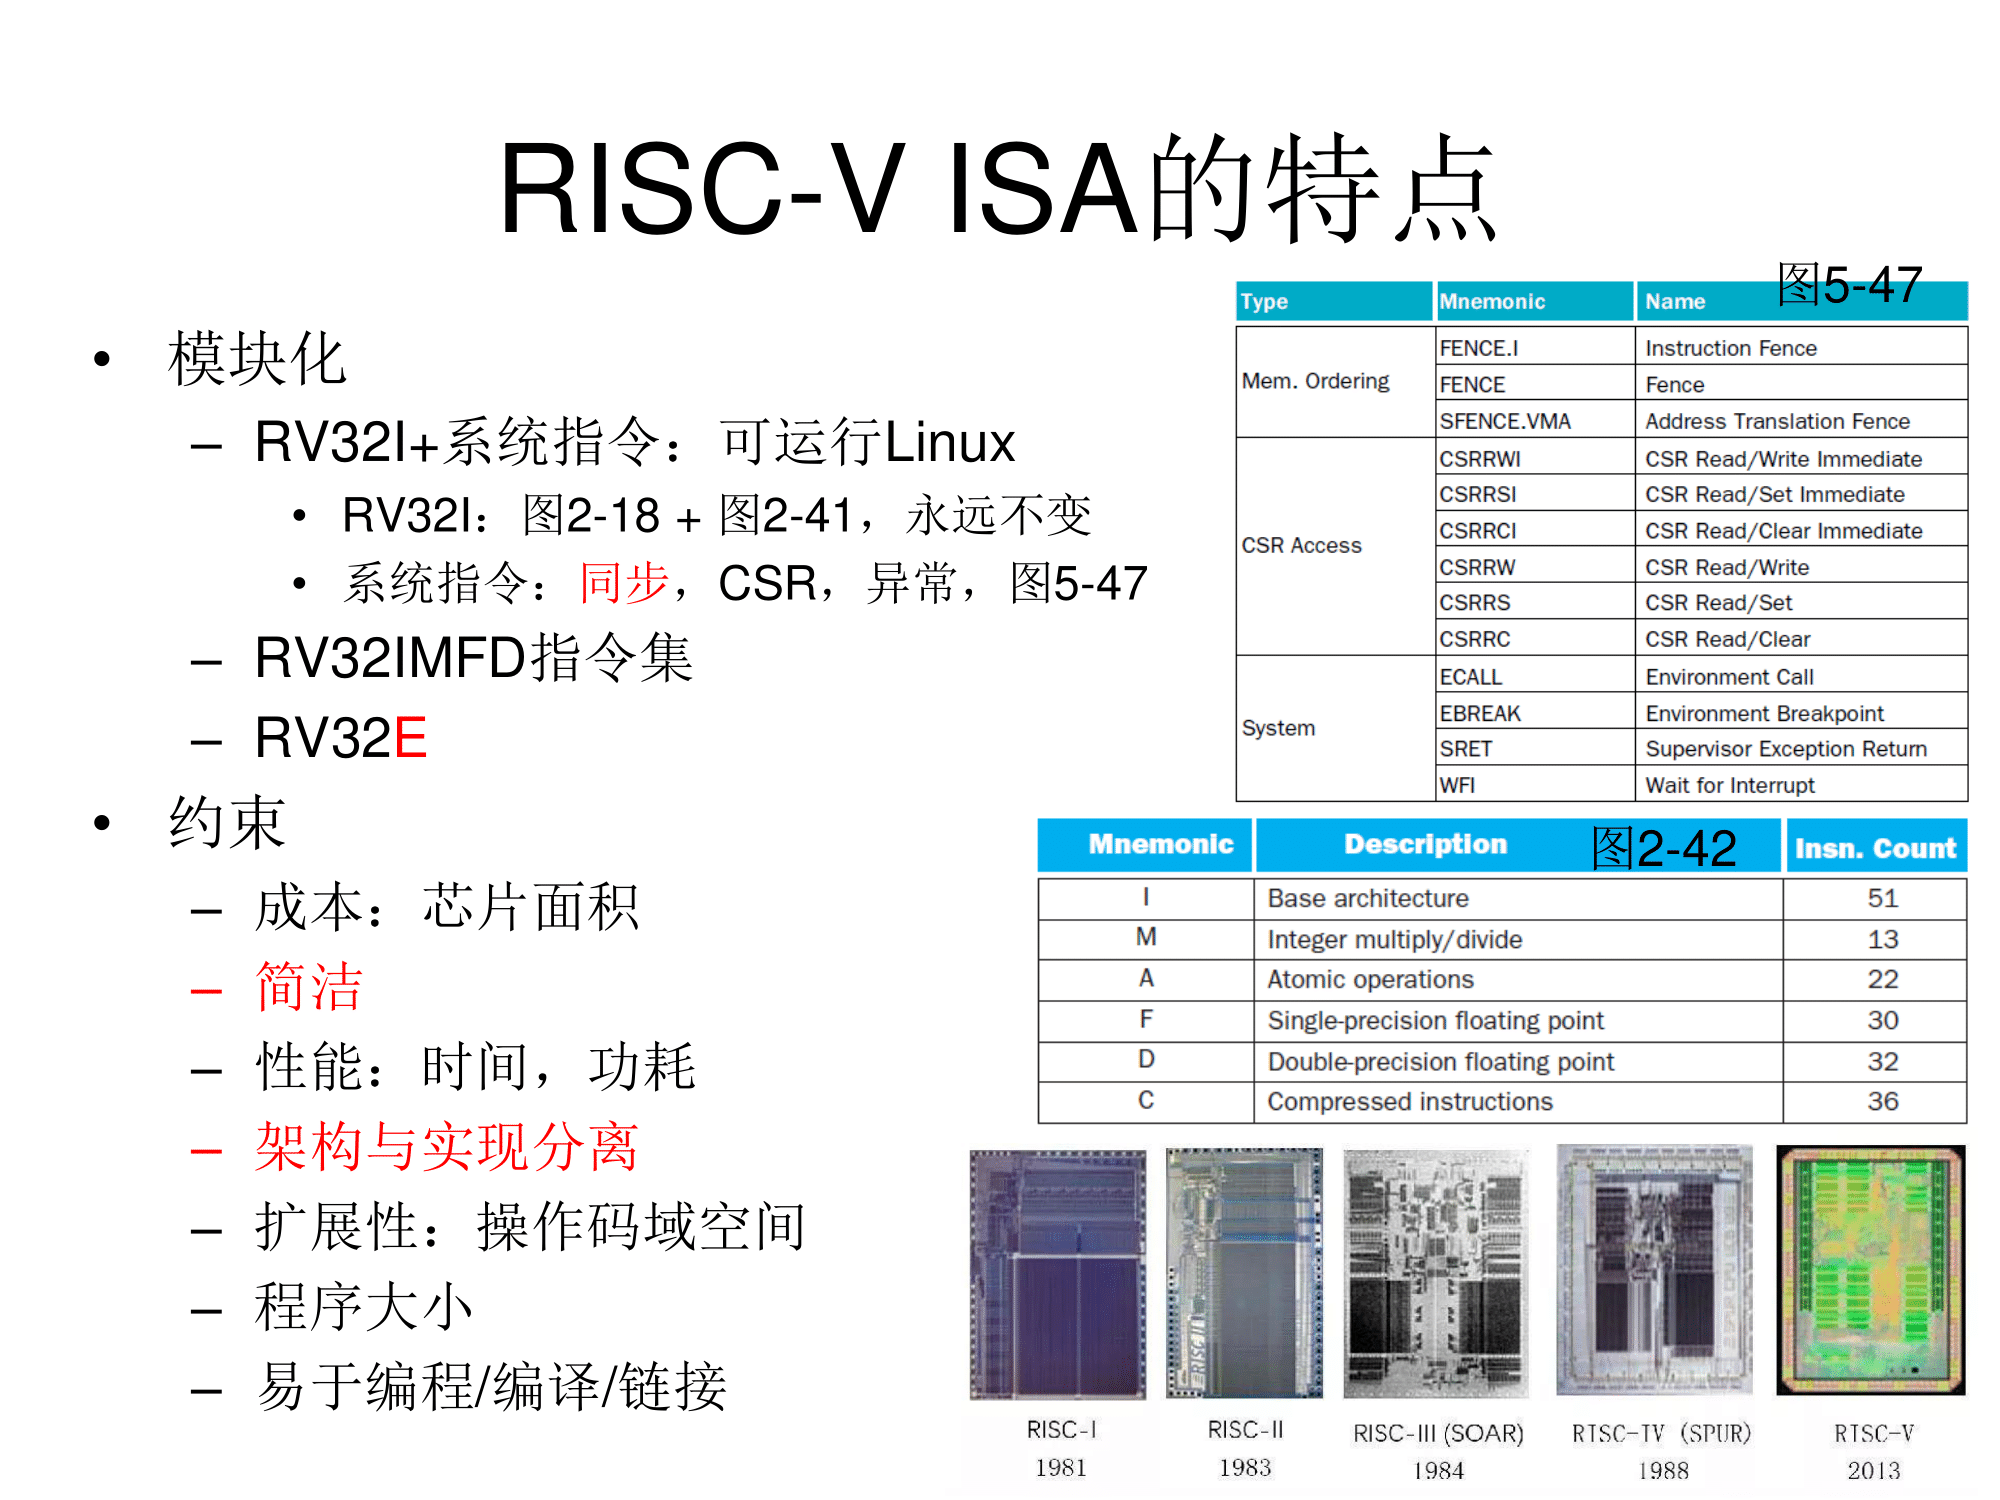 RISC-V ISA的特点
• 模块化
– RV32I+系统指令：可运行Linux
• RV32I：图2-18 + 图2-41，永远不变
• 系统指令：同步，CSR，异常，图5-47
– RV32IMFD指令集
– RV32E
• 约束
– 成本：芯片面积
– 简洁
– 性能：时间，功耗
– 架构与实现分离
– 扩展性：操作码域空间
– 程序大小
– 易于编程/编译/链接
图5-47
Type Mnemonic Name
Mem. Ordering
FENCE.I Instruction Fence
FENCE Fence
SFENCE.VMA Address Translation Fence
CSR Access
CSRRWI CSR Read/Write Immediate
CSRRSI CSR Read/Set Immediate
CSRRCI CSR Read/Clear Immediate
CSRRW CSR Read/Write
CSRRS CSR Read/Set
CSRRC CSR Read/Clear
System
ECALL Environment Call
EBREAK Environment Breakpoint
SRET Supervisor Exception Return
WFI Wait for Interrupt
图2-42
Mnemonic Description Insn. Count
I Base architecture 51
M Integer multiply/divide 13
A Atomic operations 22
F Single-precision floating point 30
D Double-precision floating point 32
C Compressed instructions 36
RISC-I RISC-II RISC-III (SOAR) RISC-IV (SPUR) RISC-V
1981 1983 1984 1988 2013